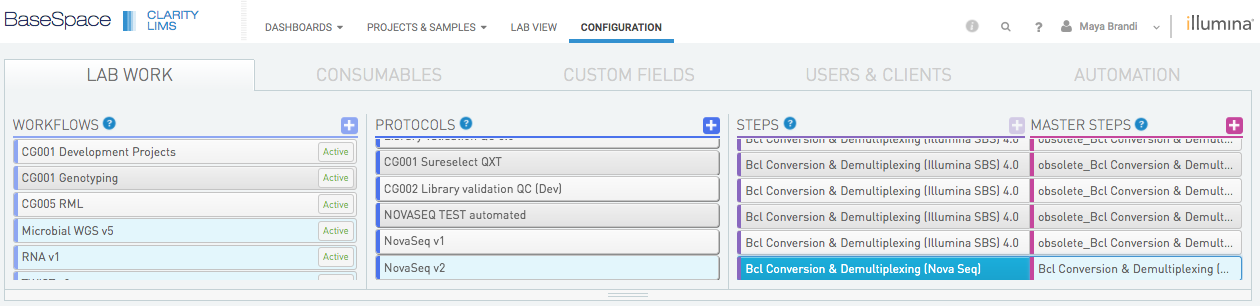 BaseSpace CLARITY LIMS
DASHBOARDS PROJECTS & SAMPLES LAB VIEW CONFIGURATION i ? Maya Brandi illumina
LAB WORK CONSUMABLES CUSTOM FIELDS USERS & CLIENTS AUTOMATION
WORKFLOWS ? +
CG001 Development Projects Active
CG001 Genotyping Active
CG005 RML Active
Microbial WGS v5 Active
RNA v1 Active
PROTOCOLS ? +
CG001 Sureselect QXT
CG002 Library validation QC (Dev)
NOVASEQ TEST automated
NovaSeq v1
NovaSeq v2
STEPS ? + MASTER STEPS ? +
Bcl Conversion & Demultiplexing (Illumina SBS) 4.0 obsolete_Bcl Conversion & Demult...
Bcl Conversion & Demultiplexing (Illumina SBS) 4.0 obsolete_Bcl Conversion & Demult...
Bcl Conversion & Demultiplexing (Illumina SBS) 4.0 obsolete_Bcl Conversion & Demult...
Bcl Conversion & Demultiplexing (Illumina SBS) 4.0 obsolete_Bcl Conversion & Demult...
Bcl Conversion & Demultiplexing (Illumina SBS) 4.0 obsolete_Bcl Conversion & Demult...
Bcl Conversion & Demultiplexing (Nova Seq) Bcl Conversion & Demultiplexing (...